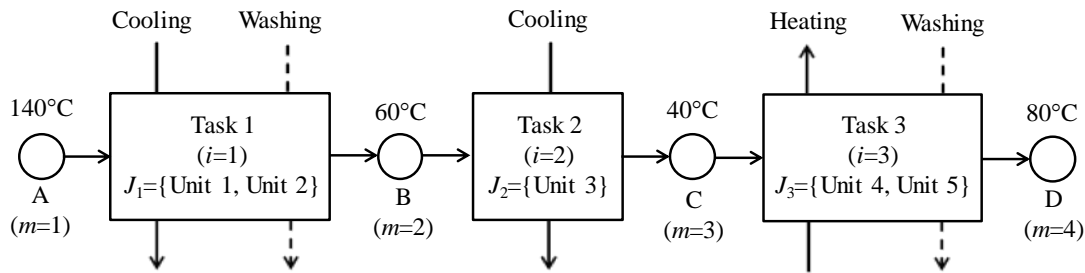 Cooling Washing Cooling Heating Washing
140°C 60°C 40°C 80°C
Task 1 Task 2 Task 3
(i=1) (i=2) (i=3)
J₁={Unit 1, Unit 2} J₂={Unit 3} J₃={Unit 4, Unit 5}
A B C D
(m=1) (m=2) (m=3) (m=4)